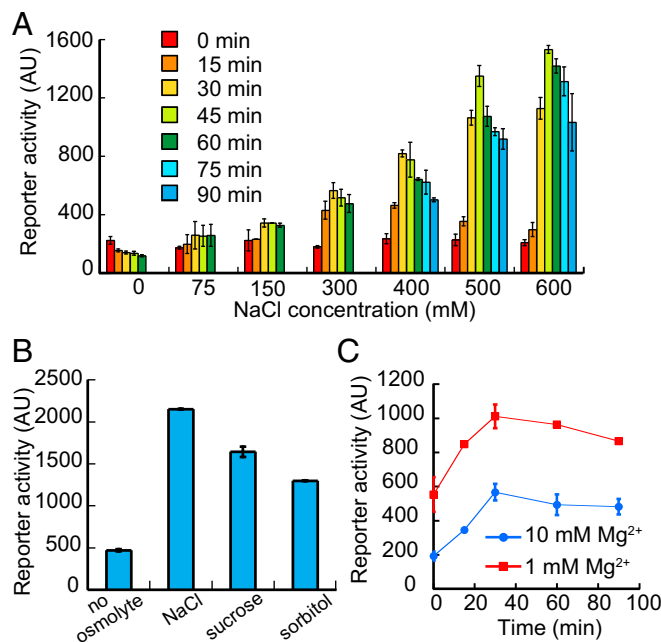 A
Reporter activity (AU)
1600
1200
800
400
0
0 min
15 min
30 min
45 min
60 min
75 min
90 min
0 75 150 300 400 500 600
NaCl concentration (mM)
B
Reporter activity (AU)
2500
2000
1500
1000
500
0
no osmolyte
NaCl
sucrose
sorbitol
C
Reporter activity (AU)
1200
1000
800
600
400
200
10 mM Mg²⁺
1 mM Mg²⁺
0 20 40 60 80 100
Time (min)